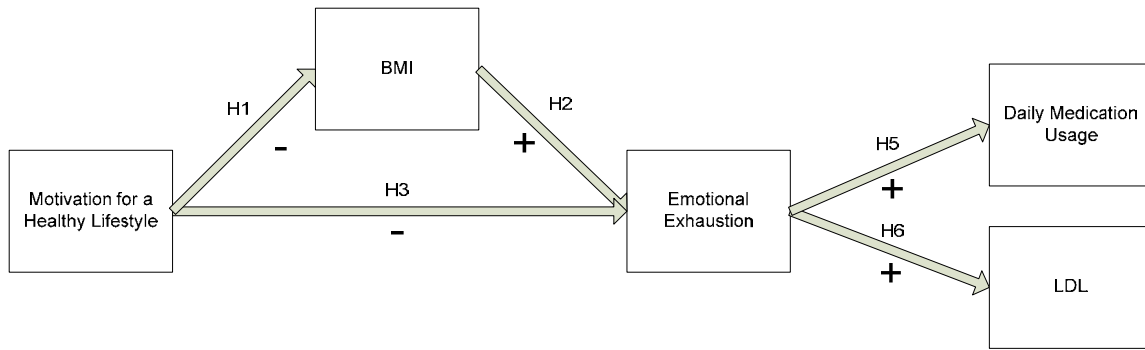 BMI
H1
H2
-
+
Motivation for a
Healthy Lifestyle
H3
-
Emotional
Exhaustion
H5
+
Daily Medication
Usage
H6
+
LDL